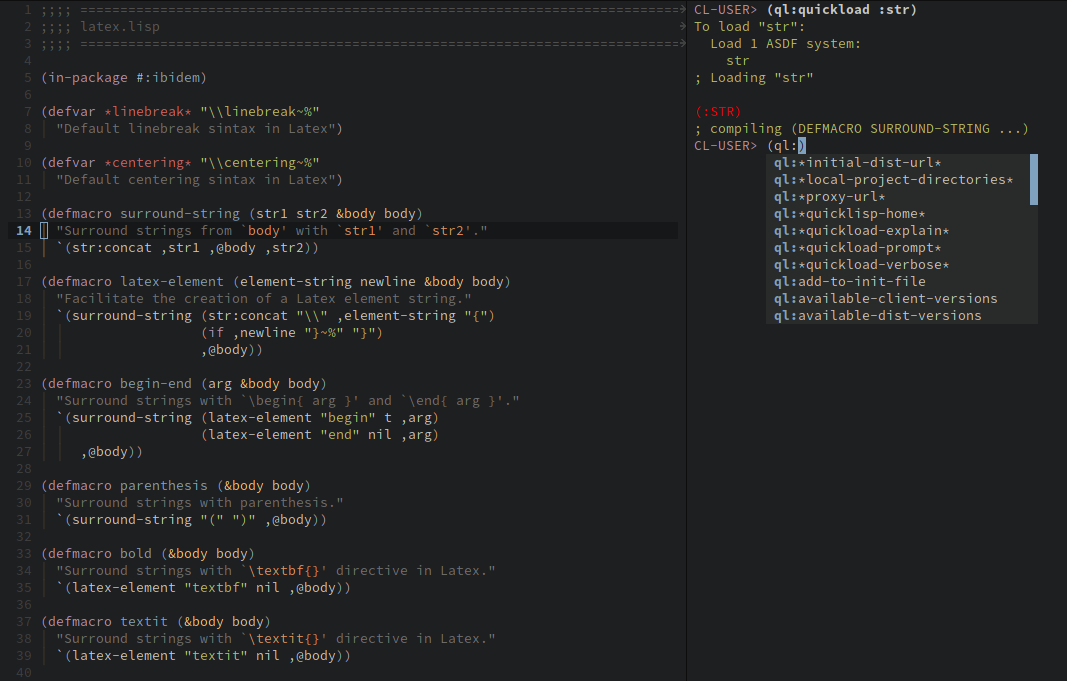 1 ;;;; ============================================================================
2 ;;;; latex.lisp
3 ;;;; ============================================================================
4
5 (in-package #:ibidem)
6
7 (defvar *linebreak* "\\linebreak~%"
8   "Default linebreak sintax in Latex")
9
10 (defvar *centering* "\\centering~%"
11   "Default centering sintax in Latex")
12
13 (defmacro surround-string (str1 str2 &body body)
14   "Surround strings from `body' with `str1' and `str2'."
15   `(str:concat ,str1 ,@body ,str2))
16
17 (defmacro latex-element (element-string newline &body body)
18   "Facilitate the creation of a Latex element string."
19   `(surround-string (str:concat "\\" ,element-string "{")
20                     (if ,newline "}~%" "}")
21                     ,@body))
22
23 (defmacro begin-end (arg &body body)
24   "Surround strings with `\begin{ arg }' and `\end{ arg }'."
25   `(surround-string (latex-element "begin" t ,arg)
26                     (latex-element "end" nil ,arg)
27      ,@body))
28
29 (defmacro parenthesis (&body body)
30   "Surround strings with parenthesis."
31   `(surround-string "(" ")" ,@body))
32
33 (defmacro bold (&body body)
34   "Surround strings with `\textbf{}' directive in Latex."
35   `(latex-element "textbf" nil ,@body))
36
37 (defmacro textit (&body body)
38   "Surround strings with `\textit{}' directive in Latex."
39   `(latex-element "textit" nil ,@body))
40
CL-USER> (ql:quickload :str)
To load "str":
  Load 1 ASDF system:
    str
; Loading "str"

(:STR)
; compiling (DEFMACRO SURROUND-STRING ...)
CL-USER> (ql:)
ql:*initial-dist-url*
ql:*local-project-directories*
ql:*proxy-url*
ql:*quicklisp-home*
ql:*quickload-explain*
ql:*quickload-prompt*
ql:*quickload-verbose*
ql:add-to-init-file
ql:available-client-versions
ql:available-dist-versions